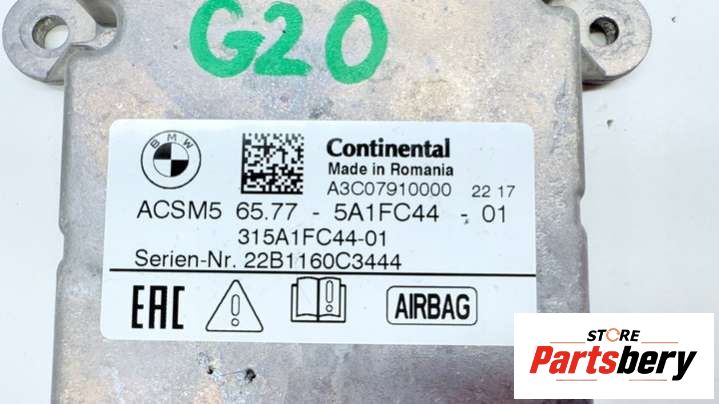 G20
BMW
Continental
Made in Romania
A3C07910000 22 17
ACSM5 65.77 - 5A1FC44 - 01
315A1FC44-01
Serien-Nr. 22B1160C3444
EAC
AIRBAG
STORE
Partsbery